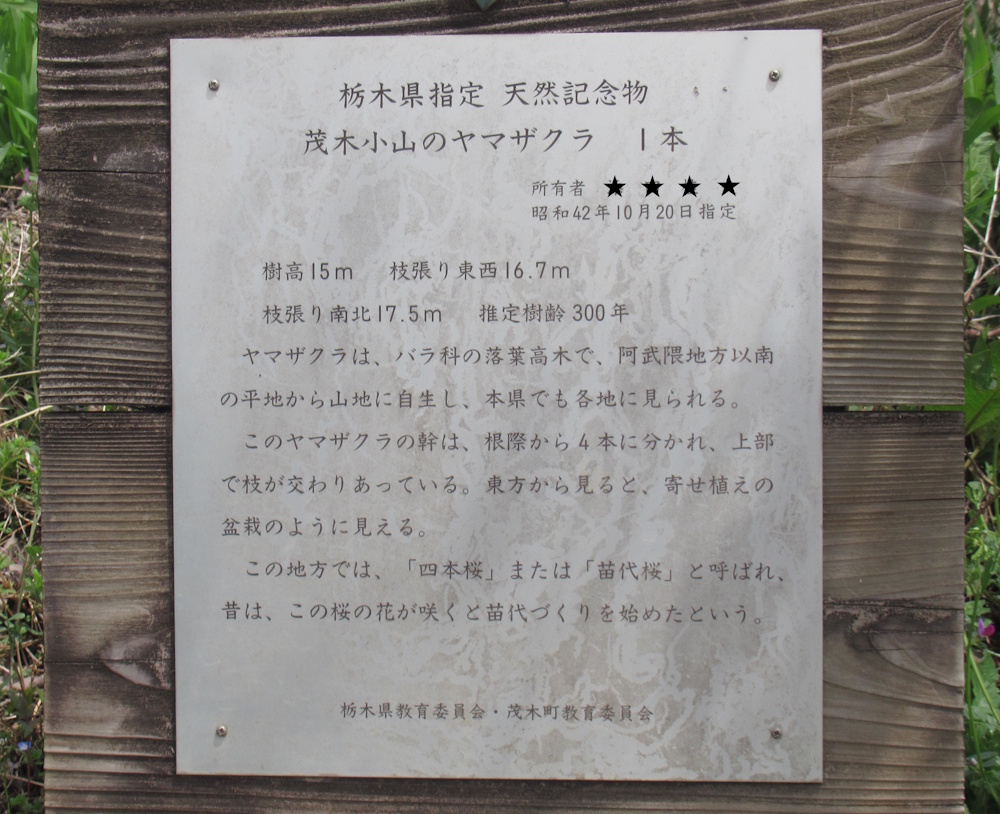 栃木県指定 天然記念物
茂木小山のヤマザクラ 1本
所有者 ★ ★ ★ ★
昭和42年10月20日指定
樹高15m 枝張り東西16.7m
枝張り南北17.5m 推定樹齢300年
ヤマザクラは、バラ科の落葉高木で、阿武隈地方以南
の平地から山地に自生し、本県でも各地に見られる。
このヤマザクラの幹は、根際から4本に分かれ、上部
で枝が交わりあっている。東方から見ると、寄せ植えの
盆栽のように見える。
この地方では、「四本桜」または「苗代桜」と呼ばれ、
昔は、この桜の花が咲くと苗代づくりを始めたという。
栃木県教育委員会・茂木町教育委員会